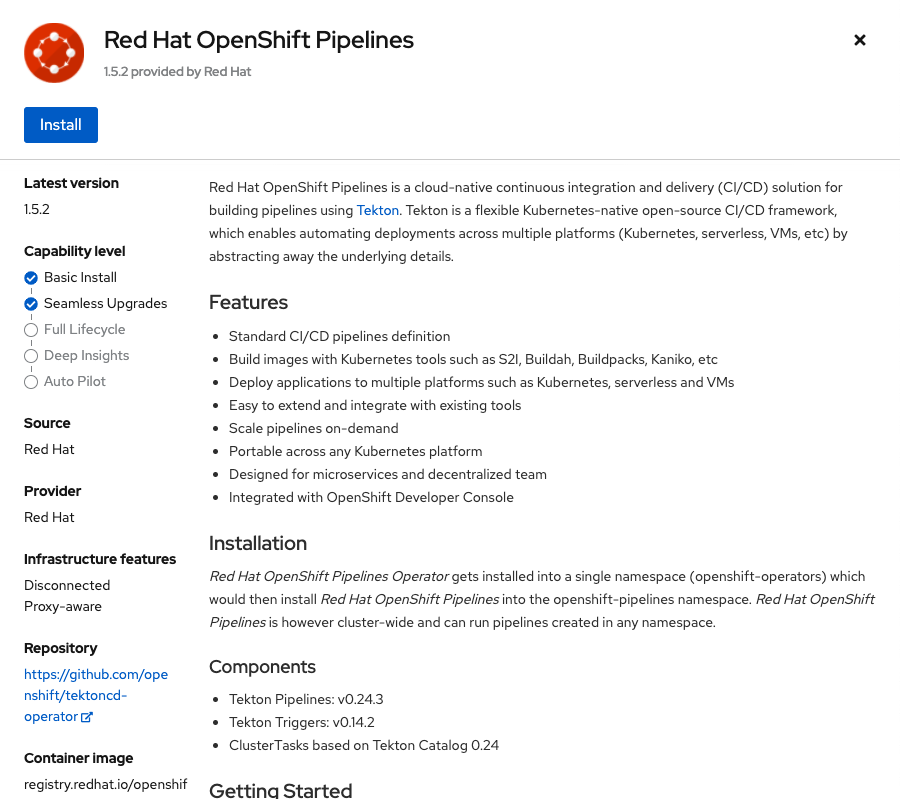 Red Hat OpenShift Pipelines
1.5.2 provided by Red Hat
Install
Latest version
1.5.2
Capability level
Basic Install
Seamless Upgrades
Full Lifecycle
Deep Insights
Auto Pilot
Source
Red Hat
Provider
Red Hat
Infrastructure features
Disconnected
Proxy-aware
Repository
https://github.com/ope
nshift/tektoncd-
operator
Container image
registry.redhat.io/openshif
Red Hat OpenShift Pipelines is a cloud-native continuous integration and delivery (CI/CD) solution for
building pipelines using Tekton. Tekton is a flexible Kubernetes-native open-source CI/CD framework,
which enables automating deployments across multiple platforms (Kubernetes, serverless, VMs, etc) by
abstracting away the underlying details.
Features
• Standard CI/CD pipelines definition
• Build images with Kubernetes tools such as S2I, Buildah, Buildpacks, Kaniko, etc
• Deploy applications to multiple platforms such as Kubernetes, serverless and VMs
• Easy to extend and integrate with existing tools
• Scale pipelines on-demand
• Portable across any Kubernetes platform
• Designed for microservices and decentralized team
• Integrated with OpenShift Developer Console
Installation
Red Hat OpenShift Pipelines Operator gets installed into a single namespace (openshift-operators) which
would then install Red Hat OpenShift Pipelines into the openshift-pipelines namespace. Red Hat OpenShift
Pipelines is however cluster-wide and can run pipelines created in any namespace.
Components
• Tekton Pipelines: v0.24.3
• Tekton Triggers: v0.14.2
• ClusterTasks based on Tekton Catalog 0.24
Getting Started